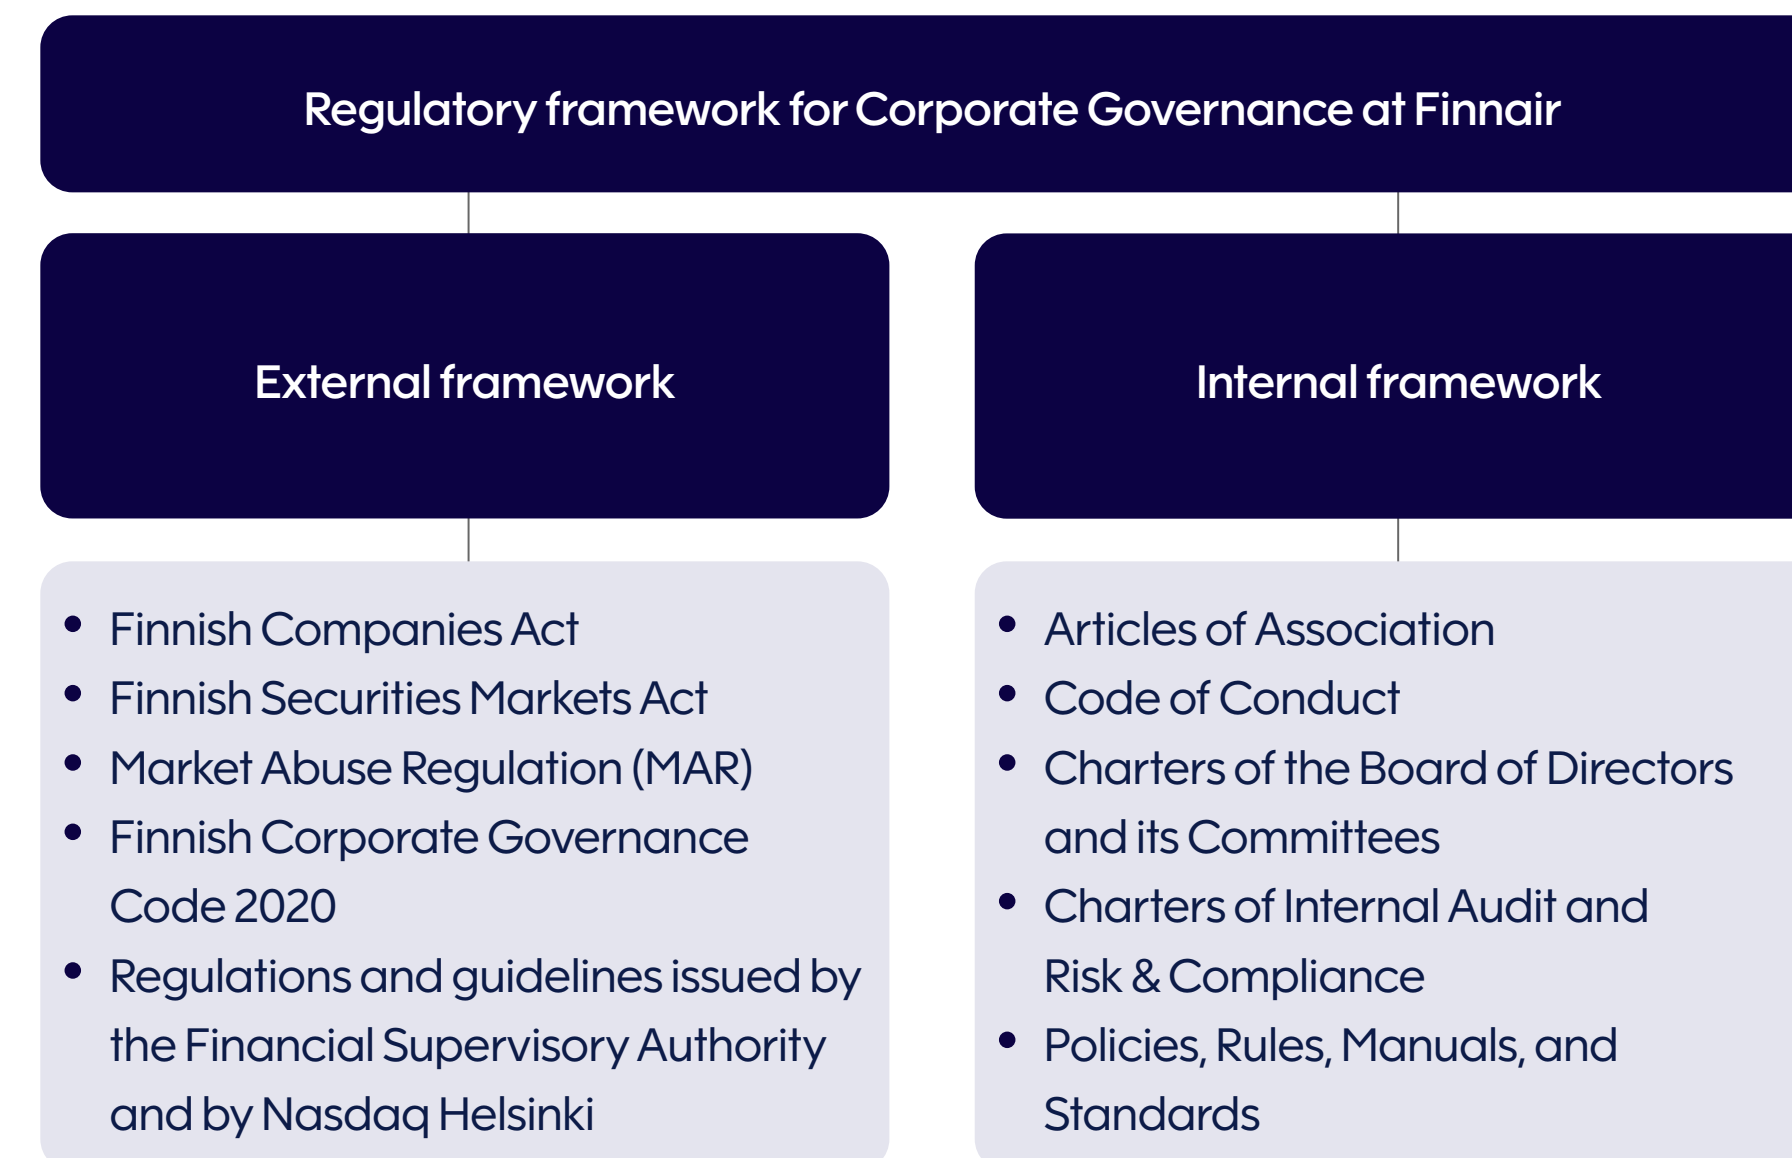 Regulatory framework for Corporate Governance at Finnair
External framework
Internal framework
• Finnish Companies Act
• Finnish Securities Markets Act
• Market Abuse Regulation (MAR)
• Finnish Corporate Governance
Code 2020
• Regulations and guidelines issued by
the Financial Supervisory Authority
and by Nasdaq Helsinki
• Articles of Association
• Code of Conduct
• Charters of the Board of Directors
and its Committees
• Charters of Internal Audit and
Risk & Compliance
• Policies, Rules, Manuals, and
Standards